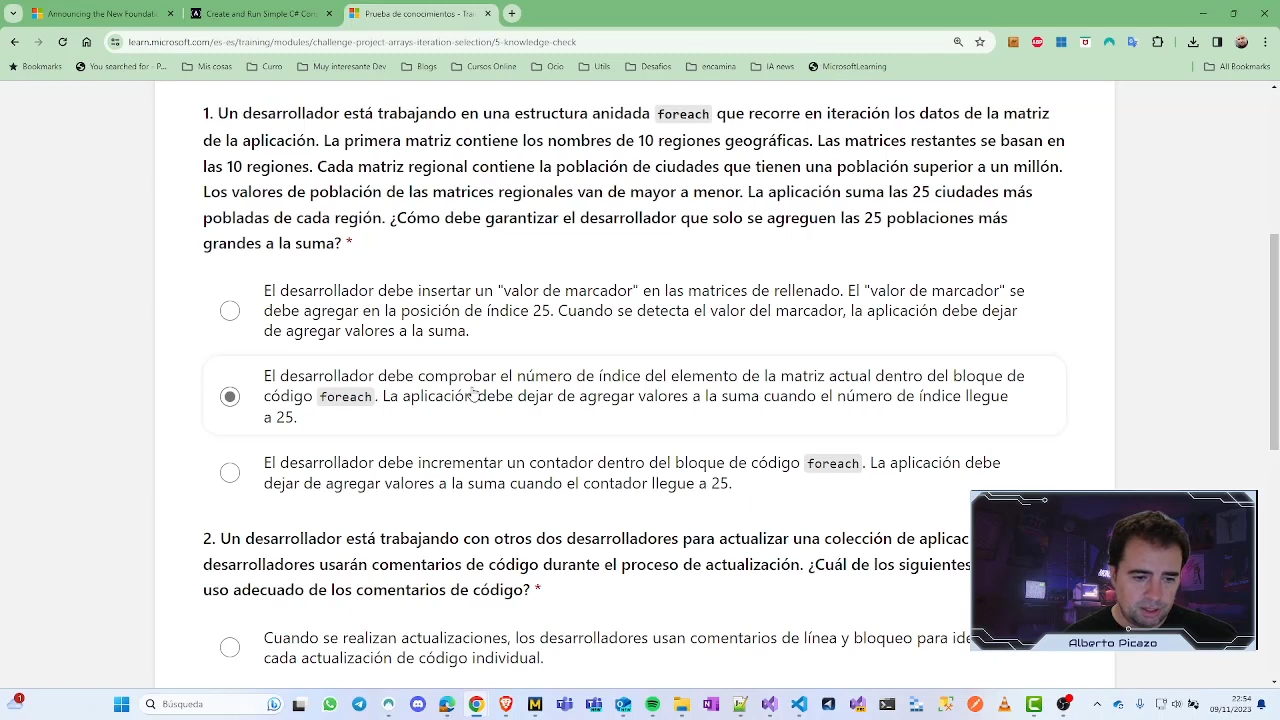 Announcing the New Foundation
Create and Run Simple C# Con
Prueba de conocimientos - Tra
learn.microsoft.com/es-es/training/modules/challenge-project-arrays-iteration-selection/5-knowledge-check
Bookmarks
You searched for - P...
Mis cosas
Curro
Muy interesante Dev
Blogs
Cursos Online
Ocio
Utils
Desafios
encamina
IA news
MicrosoftLearning
All Bookmarks
1. Un desarrollador está trabajando en una estructura anidada foreach que recorre en iteración los datos de la matriz
de la aplicación. La primera matriz contiene los nombres de 10 regiones geográficas. Las matrices restantes se basan en
las 10 regiones. Cada matriz regional contiene la población de ciudades que tienen una población superior a un millón.
Los valores de población de las matrices regionales van de mayor a menor. La aplicación suma las 25 ciudades más
pobladas de cada región. ¿Cómo debe garantizar el desarrollador que solo se agreguen las 25 poblaciones más
grandes a la suma? *
El desarrollador debe insertar un "valor de marcador" en las matrices de rellenado. El "valor de marcador" se
debe agregar en la posición de índice 25. Cuando se detecta el valor del marcador, la aplicación debe dejar
de agregar valores a la suma.
El desarrollador debe comprobar el número de índice del elemento de la matriz actual dentro del bloque de
código foreach. La aplicación debe dejar de agregar valores a la suma cuando el número de índice llegue
a 25.
El desarrollador debe incrementar un contador dentro del bloque de código foreach. La aplicación debe
dejar de agregar valores a la suma cuando el contador llegue a 25.
2. Un desarrollador está trabajando con otros dos desarrolladores para actualizar una colección de aplicac
desarrolladores usarán comentarios de código durante el proceso de actualización. ¿Cuál de los siguientes
uso adecuado de los comentarios de código? *
Cuando se realizan actualizaciones, los desarrolladores usan comentarios de línea y bloqueo para ide
cada actualización de código individual.
Alberto Picazo
Búsqueda
22:54
09/11/2023